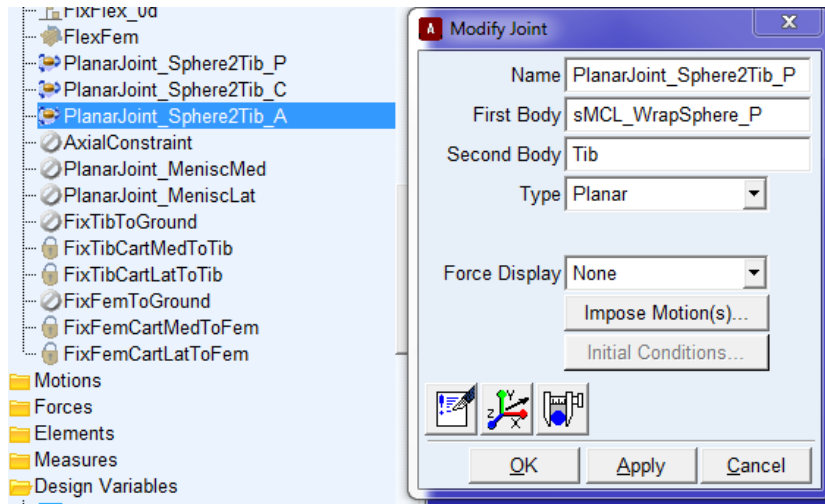 FixFlex_0d
FlexFem
PlanarJoint_Sphere2Tib_P
PlanarJoint_Sphere2Tib_C
PlanarJoint_Sphere2Tib_A
AxialConstraint
PlanarJoint_MeniscMed
PlanarJoint_MeniscLat
FixTibToGround
FixTibCartMedToTib
FixTibCartLatToTib
FixFemToGround
FixFemCartMedToFem
FixFemCartLatToFem
Motions
Forces
Elements
Measures
Design Variables
A Modify Joint X
Name PlanarJoint_Sphere2Tib_P
First Body sMCL_WrapSphere_P
Second Body Tib
Type Planar
Force Display None
Impose Motion(s)...
Initial Conditions...
OK Apply Cancel